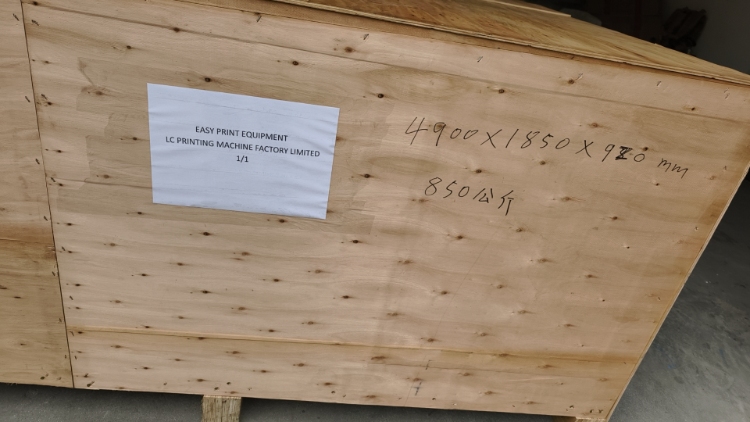 EASY PRINT EQUIPMENT
LC PRINTING MACHINE FACTORY LIMITED
1/1
4900X1850X mm
850公斤